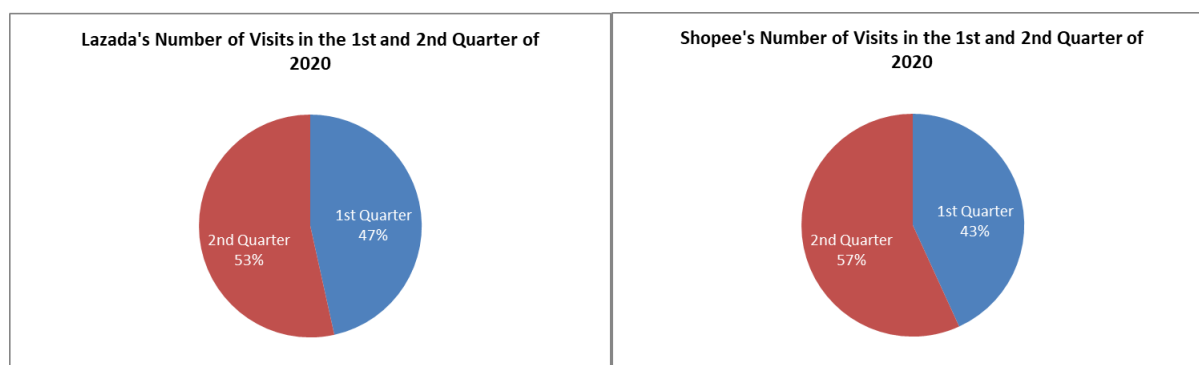 Lazada's Number of Visits in the 1st and 2nd Quarter of
2020
1st Quarter
47%
2nd Quarter
53%
Shopee's Number of Visits in the 1st and 2nd Quarter of
2020
1st Quarter
43%
2nd Quarter
57%